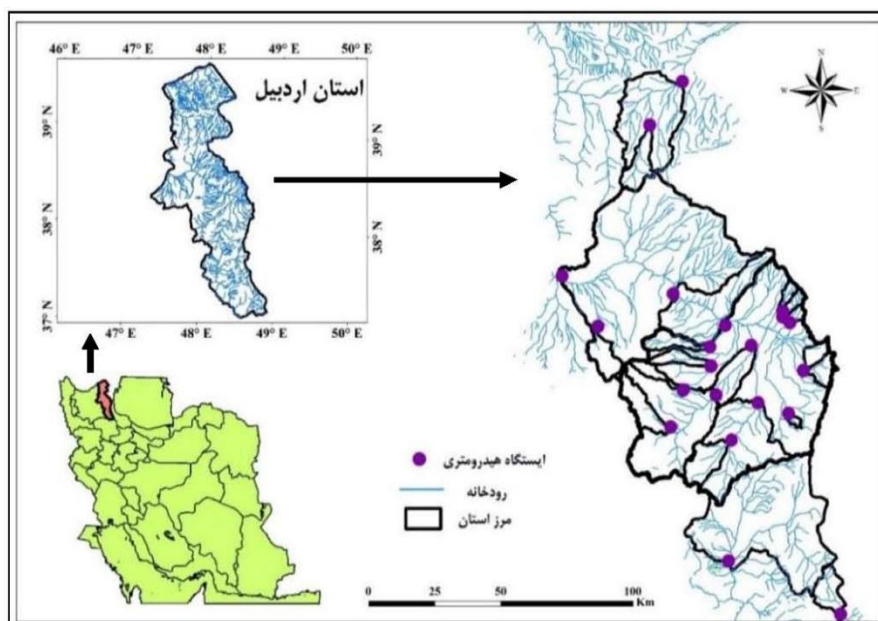 46° E 47° E 48° E 49° E 50° E
استان اردبیل
39° N
38° N
37° N
39° N
38° N
47° E 48° E 49° E 50° E
N
W E
S
ایستگاه هیدرومتری
رودخانه
مرز استان
0 25 50 100
Km